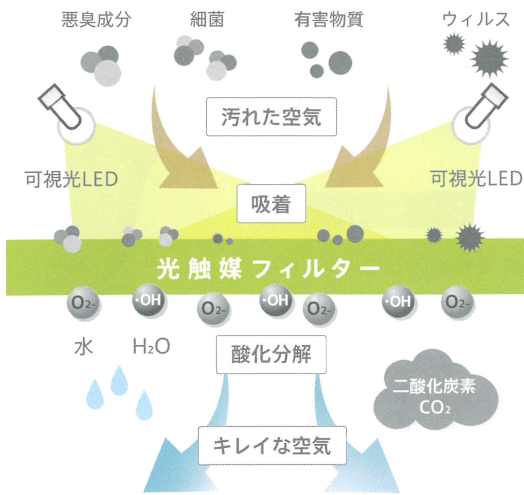 悪臭成分 細菌 有害物質 ウィルス
汚れた空気
可視光LED 可視光LED
吸着
光触媒フィルター
O₂- ·OH O₂- ·OH O₂- ·OH O₂-
水 H₂O
酸化分解
二酸化炭素
CO₂
キレイな空気